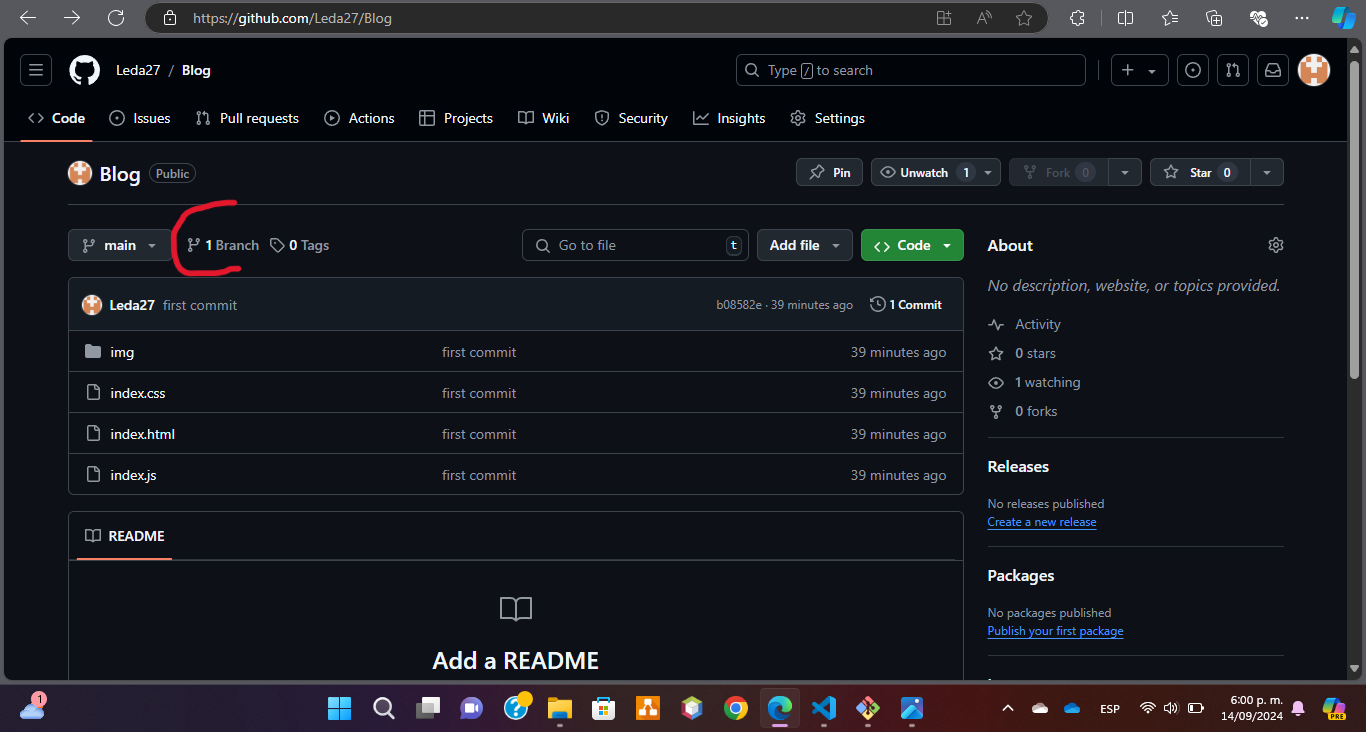 https://github.com/Leda27/Blog
Leda27 / Blog
Type / to search
Code Issues Pull requests Actions Projects Wiki Security Insights Settings
Blog Public
Pin Unwatch 1 Fork 0 Star 0
main 1 Branch 0 Tags
Go to file t Add file Code
Leda27 first commit b08582e · 39 minutes ago 1 Commit
img first commit 39 minutes ago
index.css first commit 39 minutes ago
index.html first commit 39 minutes ago
index.js first commit 39 minutes ago
README
Add a README
About
No description, website, or topics provided.
Activity
0 stars
1 watching
0 forks
Releases
No releases published
Create a new release
Packages
No packages published
Publish your first package
1
ESP
6:00 p. m.
14/09/2024
PRE